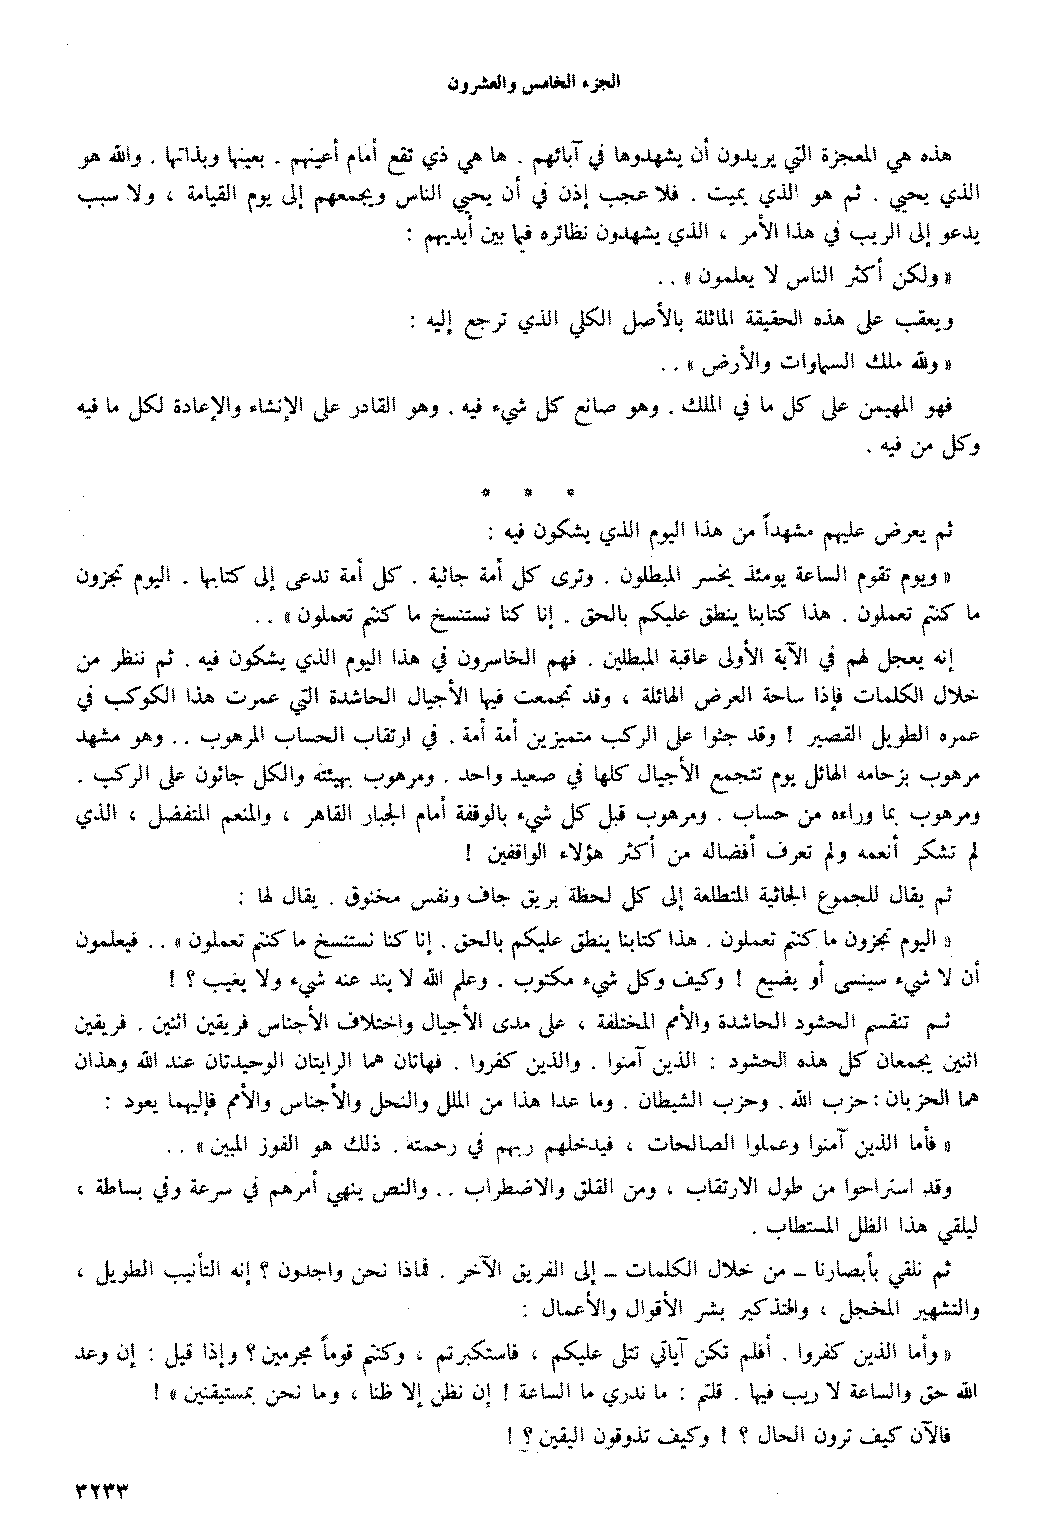 الجزء الخامس والعشرون
هذه هي المعجزة التي يريدون أن يشهدوها في آبائهم . ها هي ذي تقع أمام أعينهم . بعينها وبذاتها . والله هو
الذي يحيي . ثم هو الذي يميت . فلا عجب إذن في أن يحيي الناس ويجمعهم إلى يوم القيامة ، ولا سبب
يدعو إلى الريب في هذا الأمر ، الذي يشهدون نظائره فيما بين أيديهم :
« ولكن أكثر الناس لا يعلمون » . .
ويعقب على هذه الحقيقة الماثلة بالأصل الكلي الذي ترجع إليه :
« ولله ملك السماوات والأرض » . .
فهو المهيمن على كل ما في الملك . وهو صانع كل شيء فيه . وهو القادر على الإنشاء والإعادة لكل ما فيه
وكل من فيه .
* * *
ثم يعرض عليهم مشهداً من هذا اليوم الذي يشكون فيه :
« ويوم تقوم الساعة يومئذ يخسر المبطلون . وترى كل أمة جاثية . كل أمة تدعى إلى كتابها . اليوم تجزون
ما كنتم تعملون . هذا كتابنا ينطق عليكم بالحق . إنا كنا نستنسخ ما كنتم تعملون » . .
إنه يعجل لهم في الآية الأولى عاقبة المبطلين . فهم الخاسرون في هذا اليوم الذي يشكون فيه . ثم ننظر من
خلال الكلمات فإذا ساحة العرض الهائلة ، وقد تجمعت فيها الأجيال الحاشدة التي عمرت هذا الكوكب في
عمره الطويل القصير ! وقد جثوا على الركب متميزين أمة أمة . في ارتقاب الحساب المرهوب . . وهو مشهد
مرهوب بزحامه الهائل يوم تتجمع الأجيال كلها في صعيد واحد . ومرهوب بهيئته والكل جاثون على الركب .
ومرهوب بما وراءه من حساب . ومرهوب قبل كل شيء بالوقفة أمام الجبار القاهر ، والمنعم المتفضل ، الذي
لم تشكر أنعمه ولم تعرف أفضاله من أكثر هؤلاء الواقفين !
ثم يقال للجموع الجاثية المتطلعة إلى كل لحظة بريق جاف ونفس مخنوق . يقال لها :
« اليوم تجزون ما كنتم تعملون . هذا كتابنا ينطق عليكم بالحق . إنا كنا نستنسخ ما كنتم تعملون » . . فيعلمون
أن لا شيء سينسى أو يضيع ! وكيف وكل شيء مكتوب . وعلم الله لا يند عنه شيء ولا يغيب ؟ !
ثم تنقسم الحشود الحاشدة والأمم المختلفة ، على مدى الأجيال واختلاف الأجناس فريقين اثنين . فريقين
اثنين يجمعان كل هذه الحشود : الذين آمنوا . والذين كفروا . فهاتان هما الرايتان الوحيدتان عند الله وهذان
هما الحزبان : حزب الله . وحزب الشيطان . وما عدا هذا من الملل والنحل والأجناس والأمم فإليهما يعود :
« فأما الذين آمنوا وعملوا الصالحات ، فيدخلهم ربهم في رحمته . ذلك هو الفوز المبين » . .
وقد استراحوا من طول الارتقاب ، ومن القلق والاضطراب . . والنص ينهي أمرهم في سرعة وفي بساطة ،
ليلقي هذا الظل المستطاب .
ثم نلقي بأبصارنا – من خلال الكلمات – إلى الفريق الآخر . فماذا نحن واجدون ؟ إنه التأنيب الطويل ،
والتشهير المخجل ، والتذكير بشر الأقوال والأعمال :
« وأما الذين كفروا . أفلم تكن آياتي تتلى عليكم ، فاستكبرتم ، وكنتم قوماً مجرمين ؟ وإذا قيل : إن وعد
الله حق والساعة لا ريب فيها . قلتم : ما ندري ما الساعة ! إن نظن إلا ظنا ، وما نحن بمستيقنين » !
فالآن كيف ترون الحال ؟ ! وكيف تذوقون اليقين ؟ !
٣٢٣٣